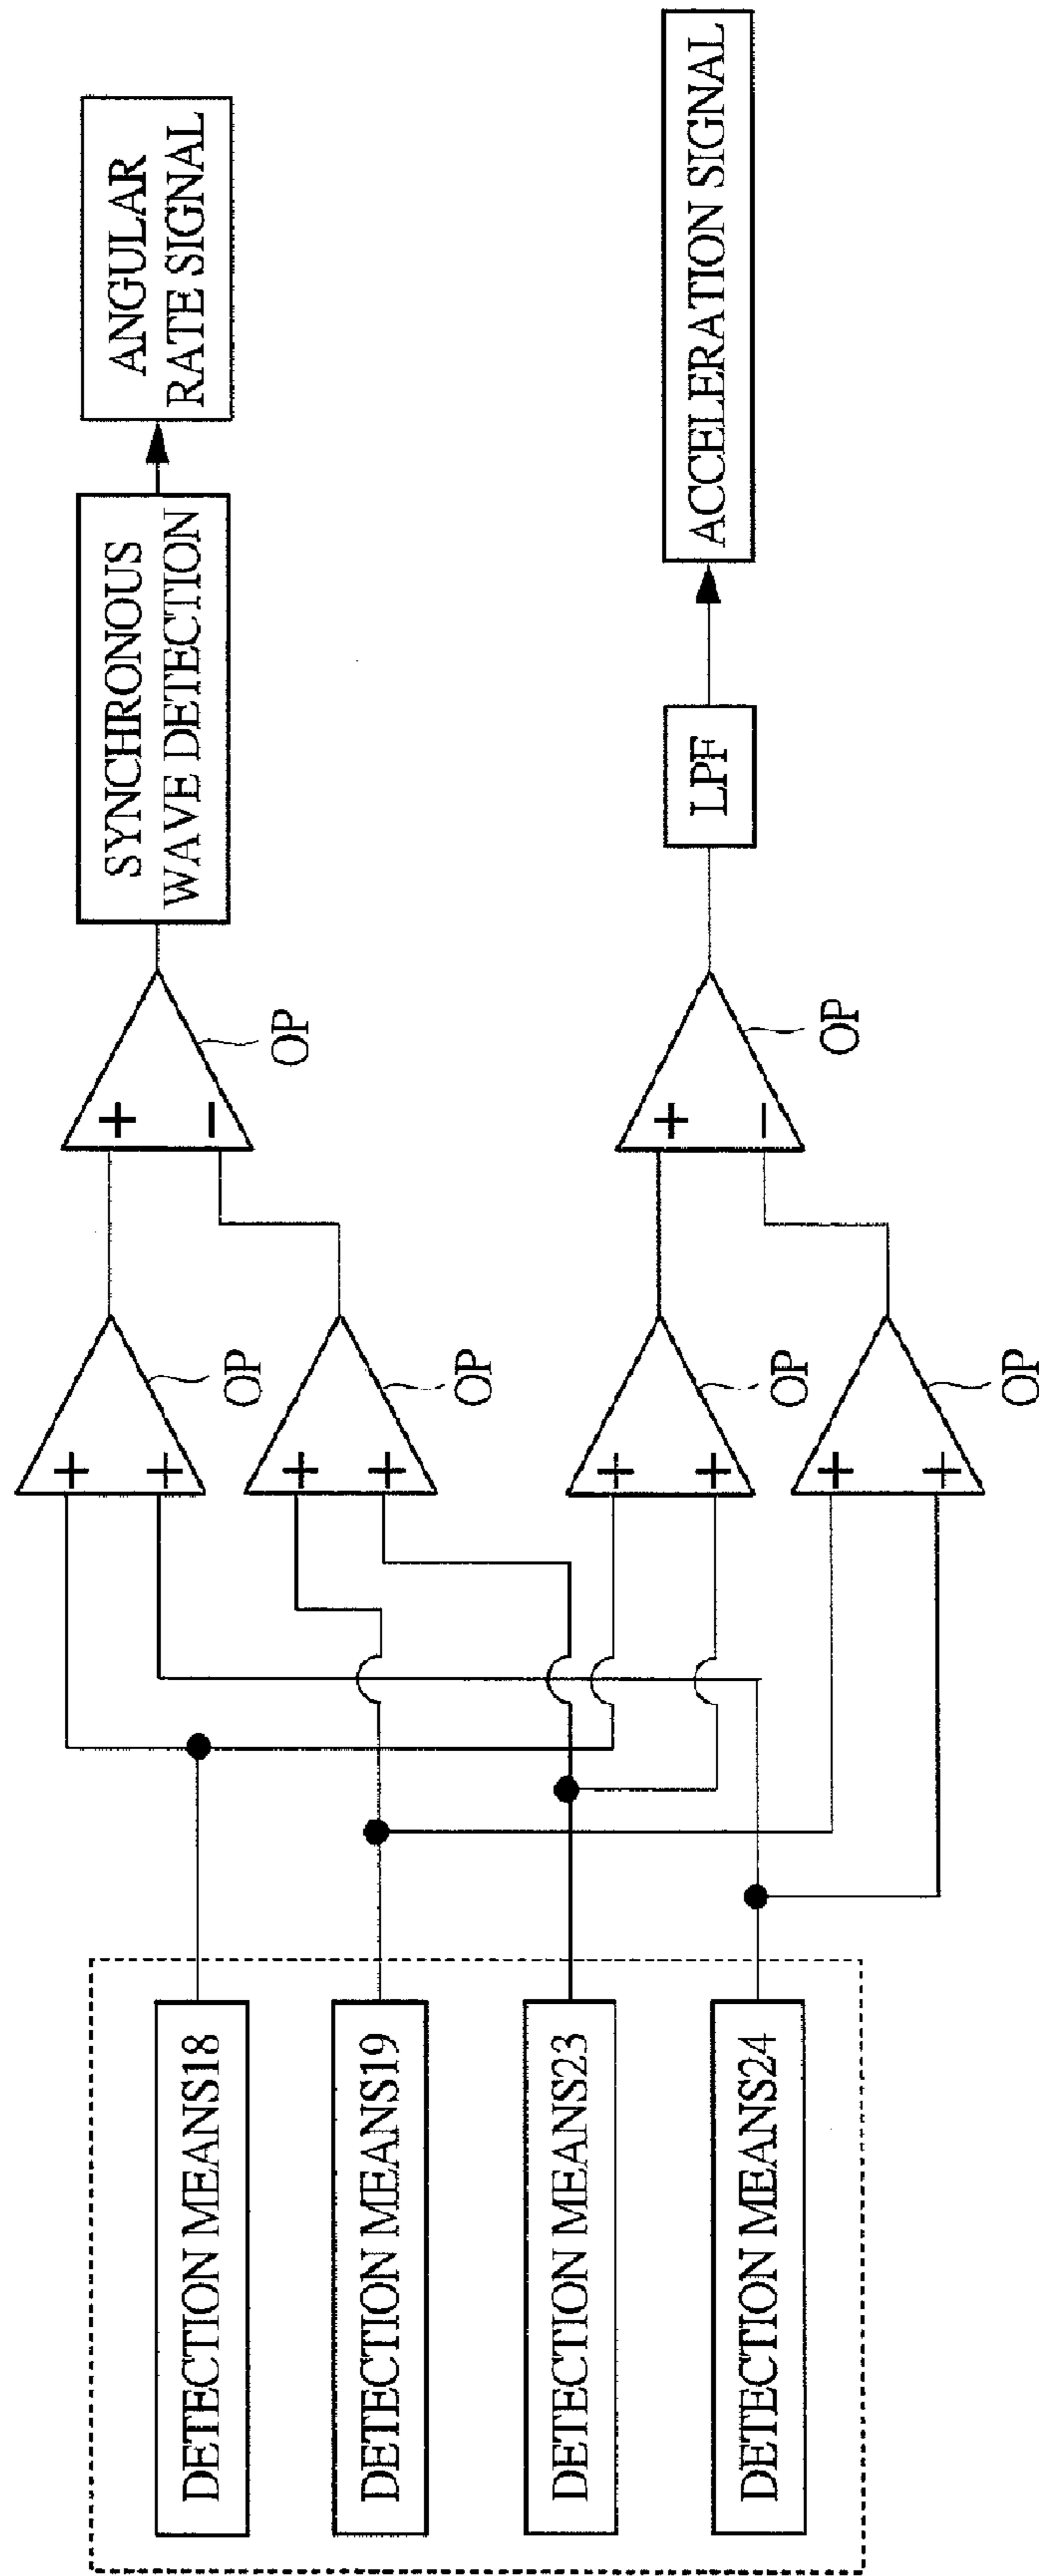 DETECTION MEANS18
DETECTION MEANS19
DETECTION MEANS23
DETECTION MEANS24
+
+
OP
+
+
OP
+
+
OP
+
+
OP
+
−
OP
+
−
OP
SYNCHRONOUS
WAVE DETECTION
LPF
ANGULAR
RATE SIGNAL
ACCELERATION SIGNAL